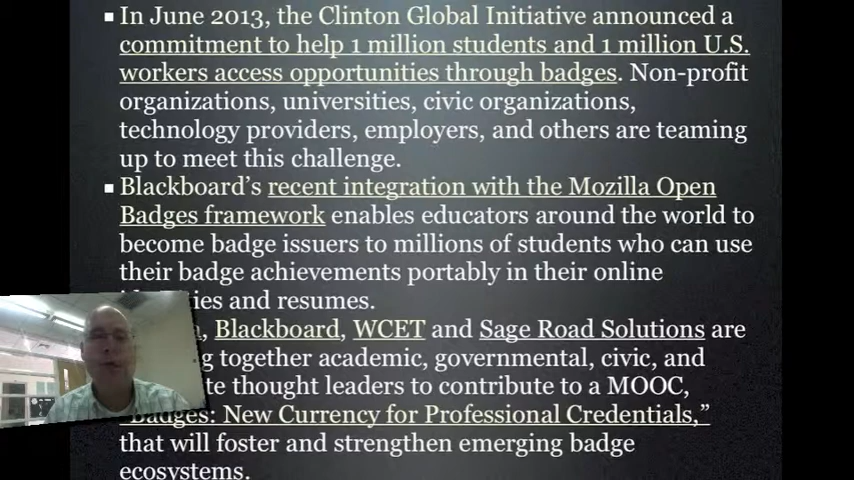 In June 2013, the Clinton Global Initiative announced a
commitment to help 1 million students and 1 million U.S.
workers access opportunities through badges. Non-profit
organizations, universities, civic organizations,
technology providers, employers, and others are teaming
up to meet this challenge.
Blackboard's recent integration with the Mozilla Open
Badges framework enables educators around the world to
become badge issuers to millions of students who can use
their badge achievements portably in their online
and resumes.
Blackboard, WCET and Sage Road Solutions are
together academic, governmental, civic, and
thought leaders to contribute to a MOOC,
"Badges: New Currency for Professional Credentials,"
that will foster and strengthen emerging badge
ecosystems.